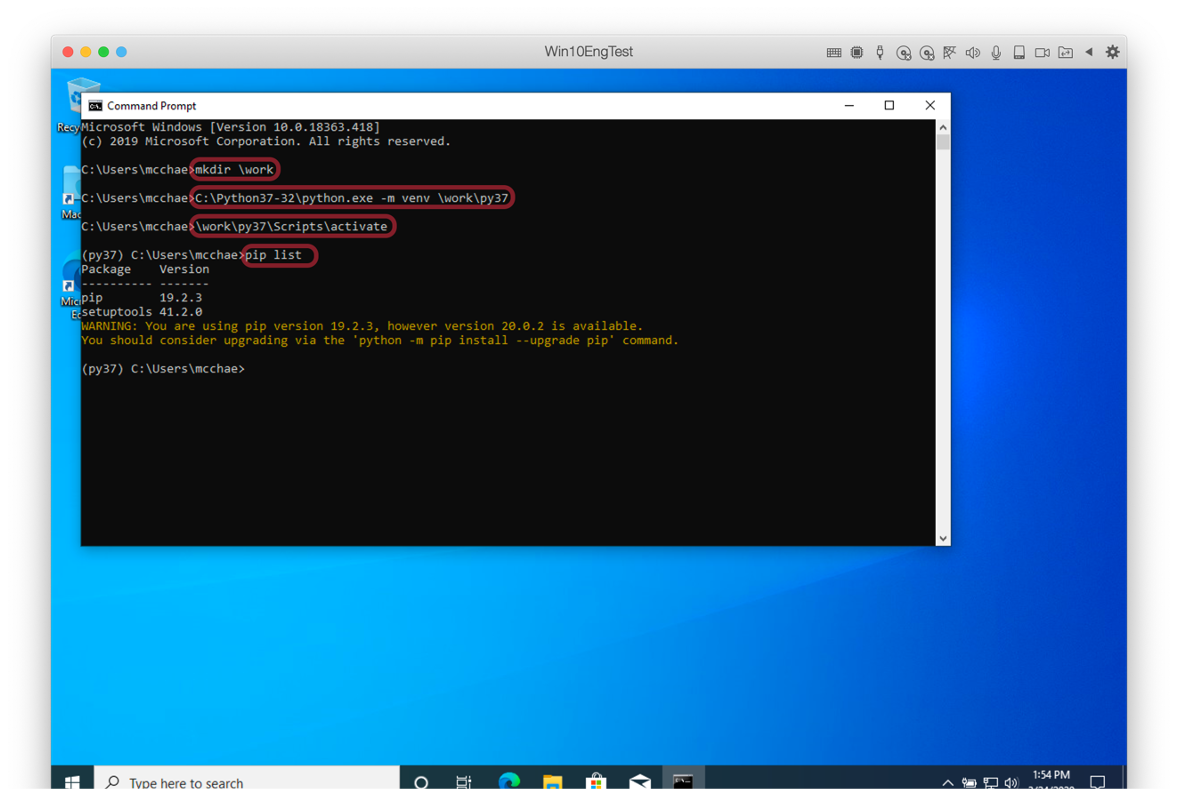 Win10EngTest
Command Prompt
Microsoft Windows [Version 10.0.18363.418]
(c) 2019 Microsoft Corporation. All rights reserved.
C:\Users\mcchae>mkdir \work
C:\Users\mcchae>C:\Python37-32\python.exe -m venv \work\py37
C:\Users\mcchae>\work\py37\Scripts\activate
(py37) C:\Users\mcchae>pip list
Package    Version
---------- -------
pip        19.2.3
setuptools 41.2.0
WARNING: You are using pip version 19.2.3, however version 20.0.2 is available.
You should consider upgrading via the 'python -m pip install --upgrade pip' command.
(py37) C:\Users\mcchae>
Recy
Mac
Mic
Ed
Type here to search
1:54 PM